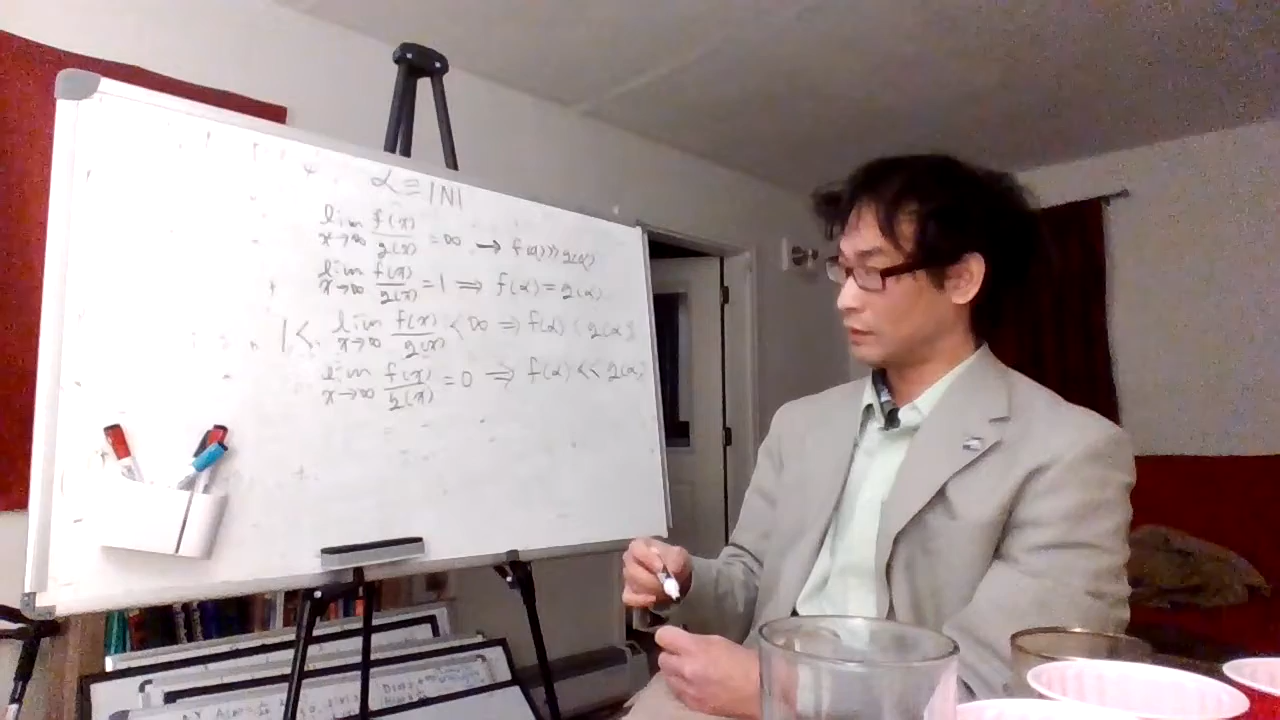 α ≡ |N|
lim x→∞ f(x)/g(x) = ∞ → f(α) >> g(α)
lim x→∞ f(x)/g(x) = 1 ⇒ f(α) = g(α)
1 < lim x→∞ f(x)/g(x) < ∞ ⇒ f(α) ( g(α)
lim x→∞ f(x)/g(x) = 0 ⇒ f(α) << g(α)